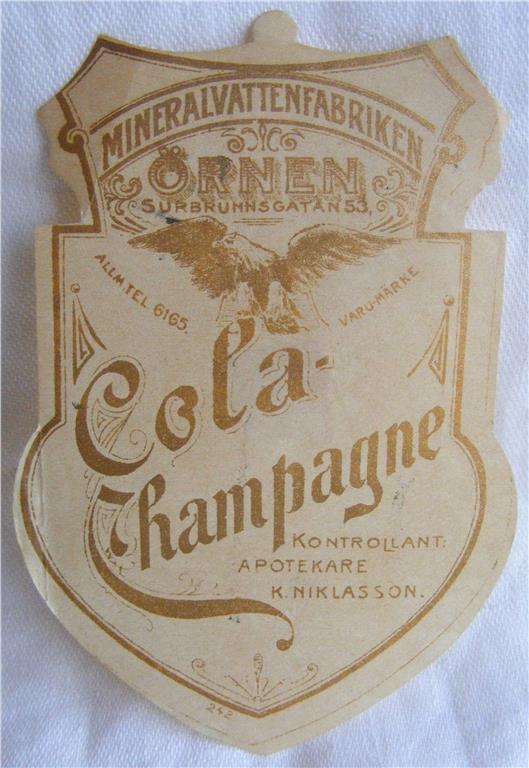 MINERALVATTENFABRIKEN
ÖRNEN
SURBRUNNSGATAN 53,
ALLM TEL 6165.
VARU-MÄRKE
Cola-
Champagne
KONTROLLANT:
APOTEKARE
K. NIKLASSON.
242